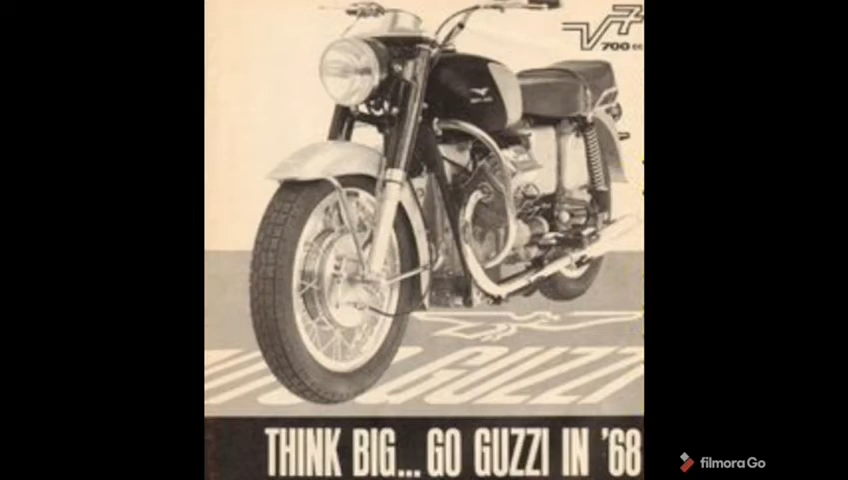 V7
700 cc
GUZZI
THINK BIG... GO GUZZI IN '68
filmora Go